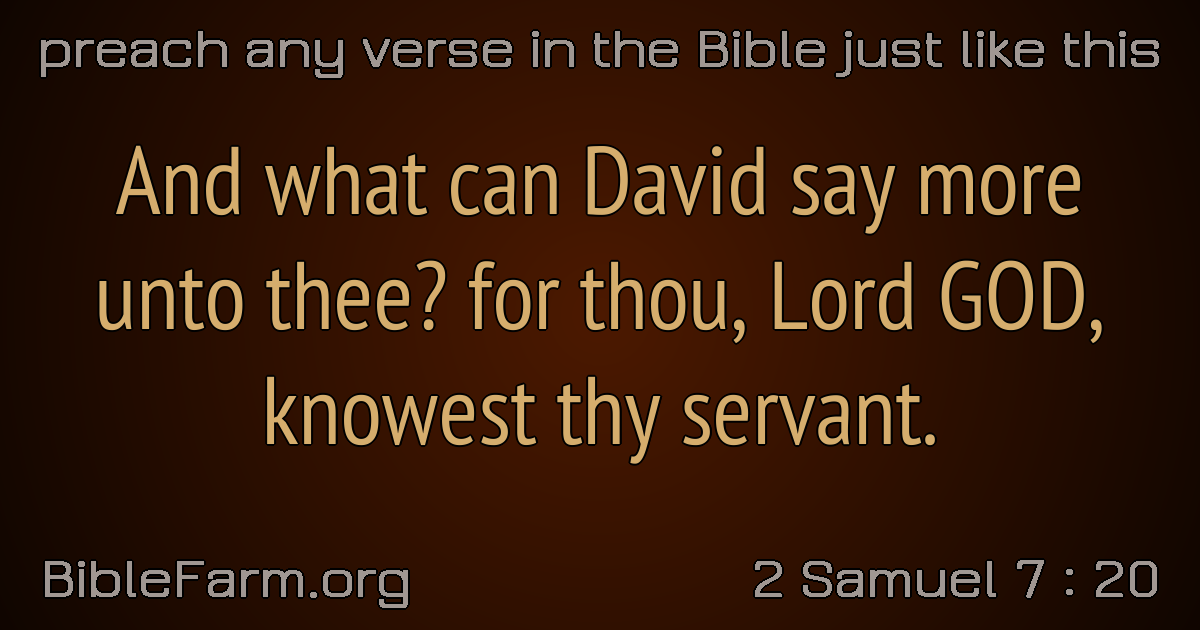 preach any verse in the Bible just like this
And what can David say more
unto thee? for thou, Lord GOD,
knowest thy servant.
BibleFarm.org
2 Samuel 7 : 20